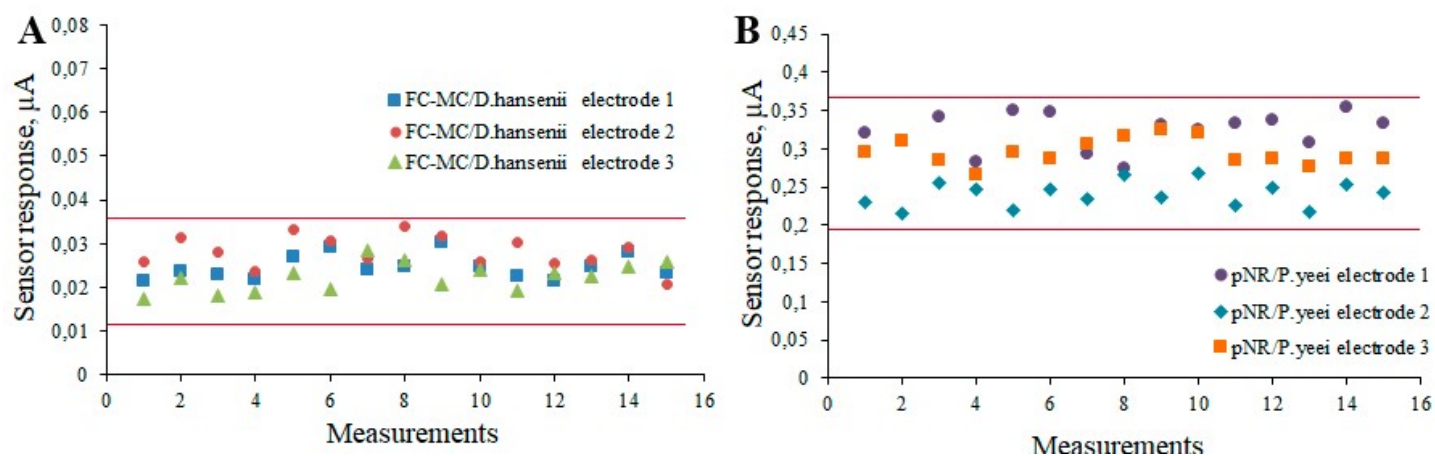 A
Sensor response, µA
0,08
0,07
0,06
0,05
0,04
0,03
0,02
0,01
0
FC-MC/D.hansenii electrode 1
FC-MC/D.hansenii electrode 2
FC-MC/D.hansenii electrode 3
0 2 4 6 8 10 12 14 16
Measurements
B
Sensor response, µA
0,45
0,4
0,35
0,3
0,25
0,2
0,15
0,1
0,05
0
pNR/P.yeei electrode 1
pNR/P.yeei electrode 2
pNR/P.yeei electrode 3
0 2 4 6 8 10 12 14 16
Measurements